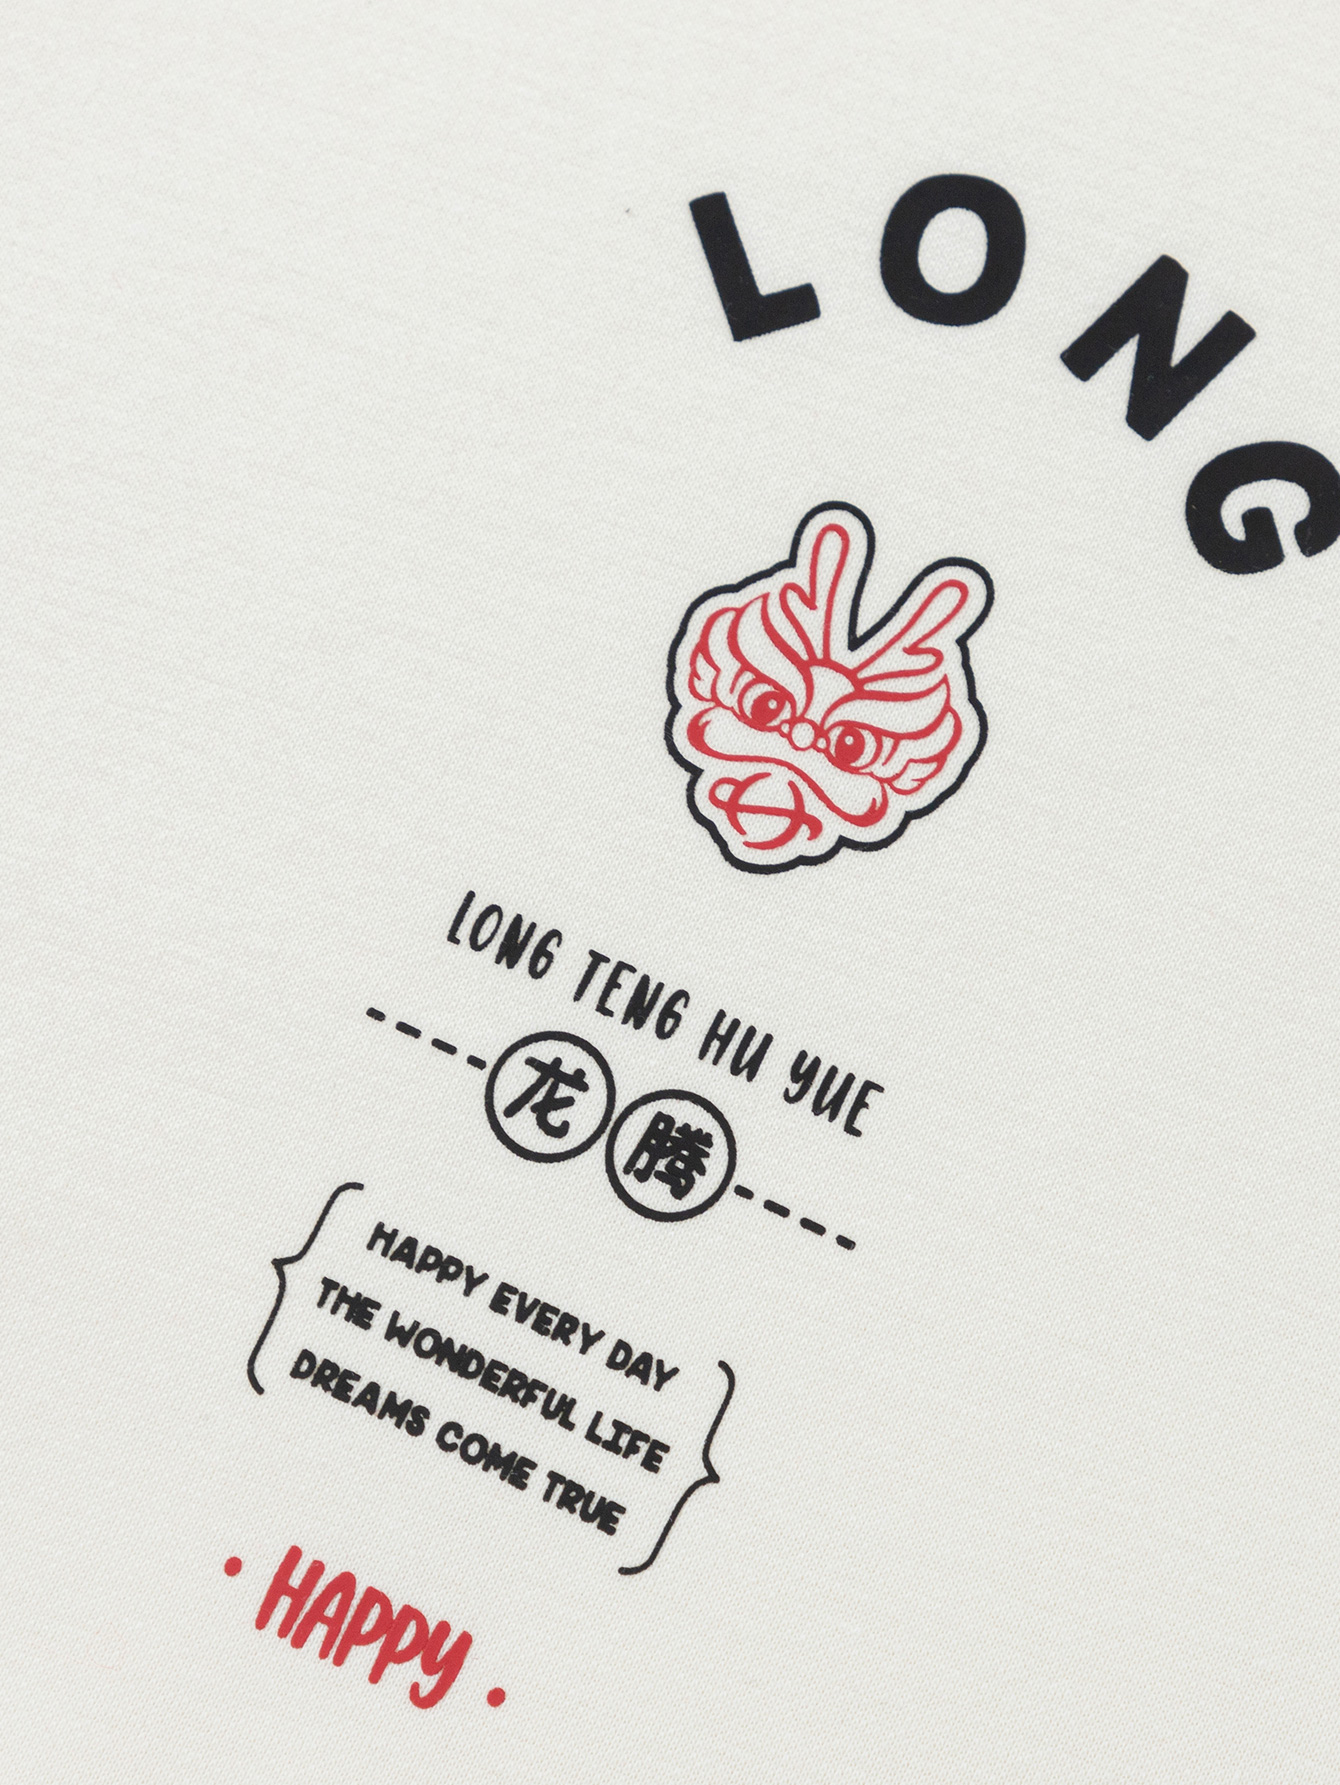 LONG
LONG TENG HU YUE
龙腾
HAPPY EVERY DAY
THE WONDERFUL LIFE
DREAMS COME TRUE
· HAPPY ·